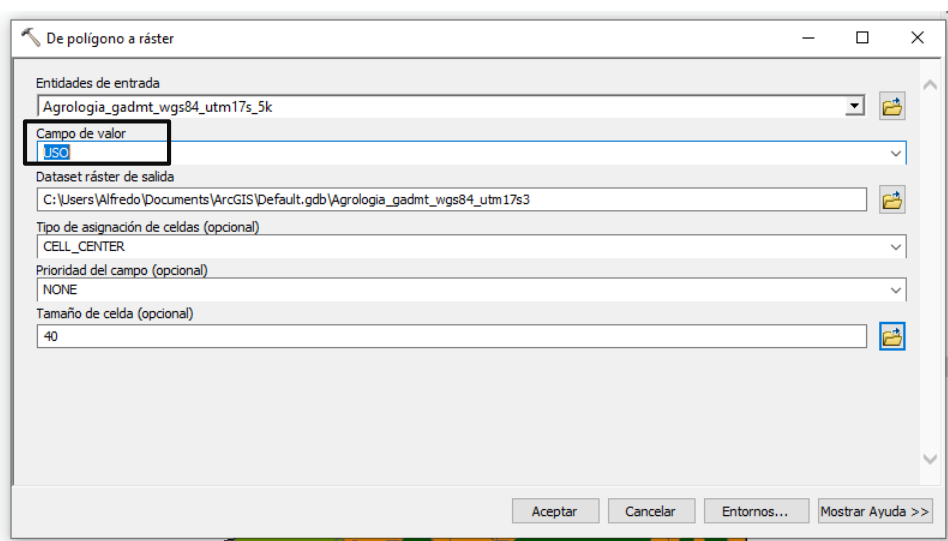 De polígono a ráster
Entidades de entrada
Agrologia_gadmt_wgs84_utm17s_5k
Campo de valor
USO
Dataset ráster de salida
C:\Users\Alfredo\Documents\ArcGIS\Default.gdb\Agrologia_gadmt_wgs84_utm17s3
Tipo de asignación de celdas (opcional)
CELL_CENTER
Prioridad del campo (opcional)
NONE
Tamaño de celda (opcional)
40
Aceptar Cancelar Entornos... Mostrar Ayuda >>